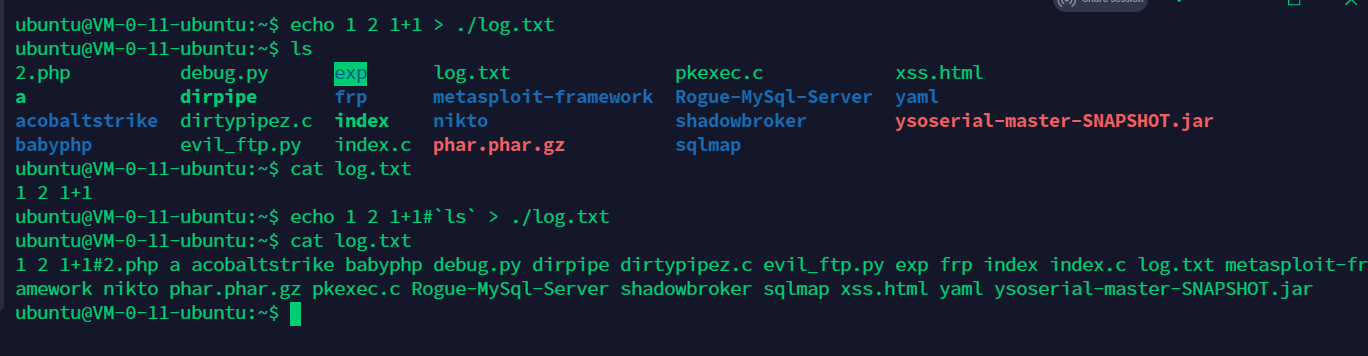 Share session
ubuntu@VM-0-11-ubuntu:~$ echo 1 2 1+1 > ./log.txt
ubuntu@VM-0-11-ubuntu:~$ ls
2.php debug.py exp log.txt pkexec.c xss.html
a dirpipe frp metasploit-framework Rogue-MySql-Server yaml
acobaltstrike dirtypipez.c index nikto shadowbroker ysoserial-master-SNAPSHOT.jar
babyphp evil_ftp.py index.c phar.phar.gz sqlmap
ubuntu@VM-0-11-ubuntu:~$ cat log.txt
1 2 1+1
ubuntu@VM-0-11-ubuntu:~$ echo 1 2 1+1#`ls` > ./log.txt
ubuntu@VM-0-11-ubuntu:~$ cat log.txt
1 2 1+1#2.php a acobaltstrike babyphp debug.py dirpipe dirtypipez.c evil_ftp.py exp frp index index.c log.txt metasploit-fr
amework nikto phar.phar.gz pkexec.c Rogue-MySql-Server shadowbroker sqlmap xss.html yaml ysoserial-master-SNAPSHOT.jar
ubuntu@VM-0-11-ubuntu:~$